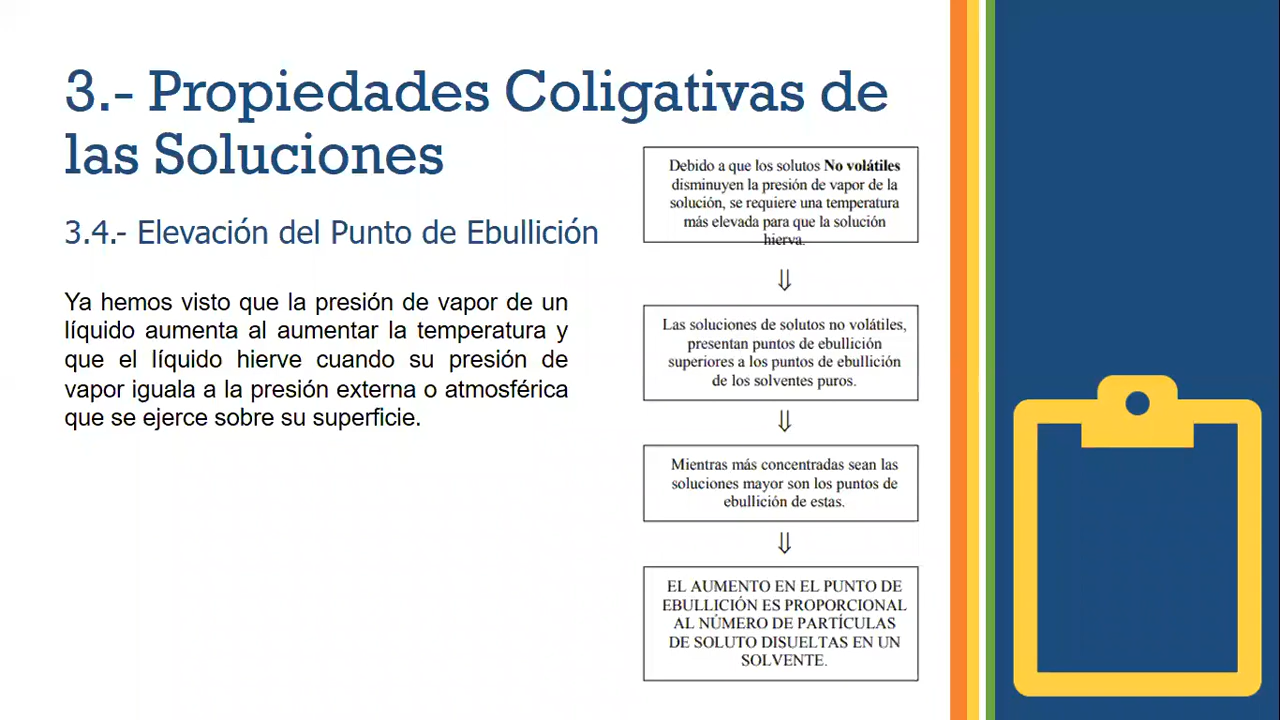 3.- Propiedades Coligativas de
las Soluciones
3.4.- Elevación del Punto de Ebullición
Ya hemos visto que la presión de vapor de un
líquido aumenta al aumentar la temperatura y
que el líquido hierve cuando su presión de
vapor iguala a la presión externa o atmosférica
que se ejerce sobre su superficie.
Debido a que los solutos No volátiles
disminuyen la presión de vapor de la
solución, se requiere una temperatura
más elevada para que la solución
hierva.
⇓
Las soluciones de solutos no volátiles,
presentan puntos de ebullición
superiores a los puntos de ebullición
de los solventes puros.
⇓
Mientras más concentradas sean las
soluciones mayor son los puntos de
ebullición de estas.
⇓
EL AUMENTO EN EL PUNTO DE
EBULLICIÓN ES PROPORCIONAL
AL NÚMERO DE PARTÍCULAS
DE SOLUTO DISUELTAS EN UN
SOLVENTE.